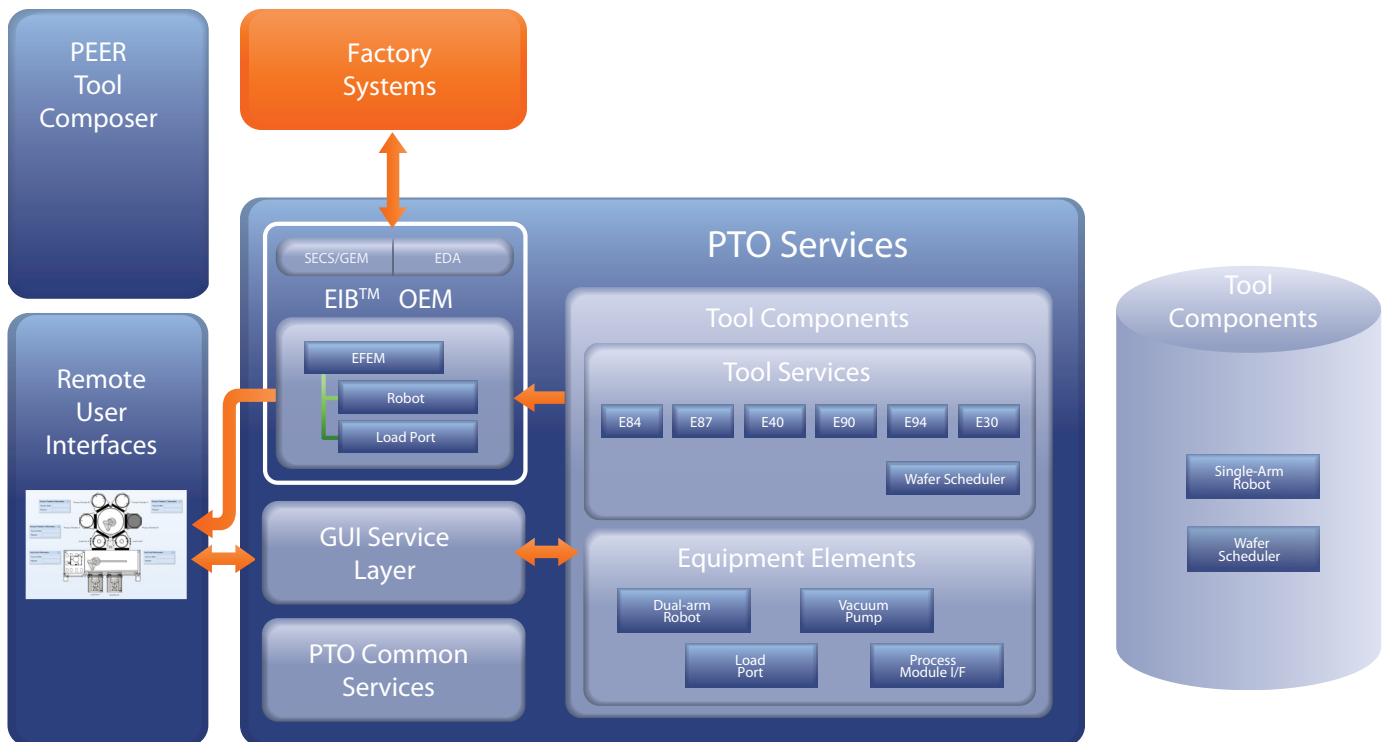 PEER
Tool
Composer
Factory
Systems
PTO Services
SECS/GEM EDA
EIB™ OEM
EFEM
Robot
Load Port
Tool Components
Tool Services
E84 E87 E40 E90 E94 E30
Wafer Scheduler
Equipment Elements
Dual-arm
Robot
Vacuum
Pump
Load
Port
Process
Module I/F
Remote
User
Interfaces
GUI Service
Layer
PTO Common
Services
Tool
Components
Single-Arm
Robot
Wafer
Scheduler